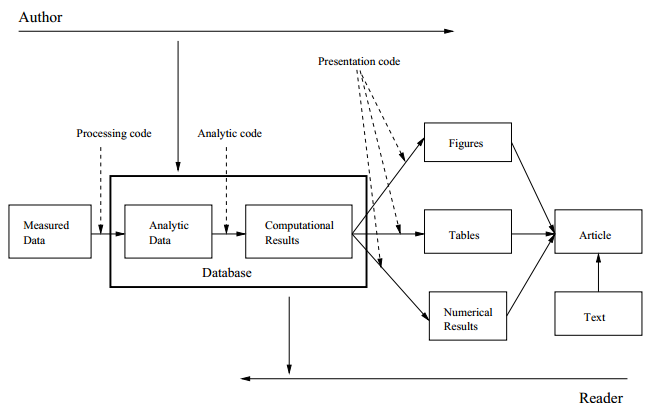 Author
Presentation code
Processing code
Analytic code
Figures
Measured
Data
Analytic
Data
Computational
Results
Tables
Article
Database
Numerical
Results
Text
Reader